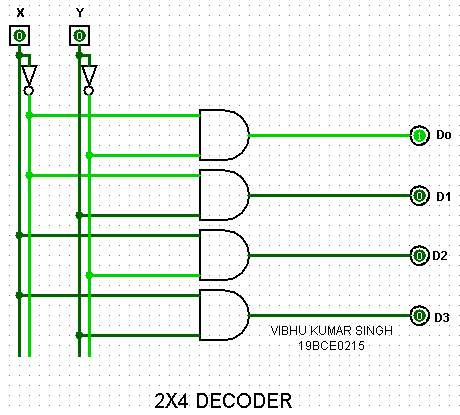 X Y
0 0
1 Do
0 D1
0 D2
0 D3
VIBHU KUMAR SINGH
19BCE0215
2X4 DECODER